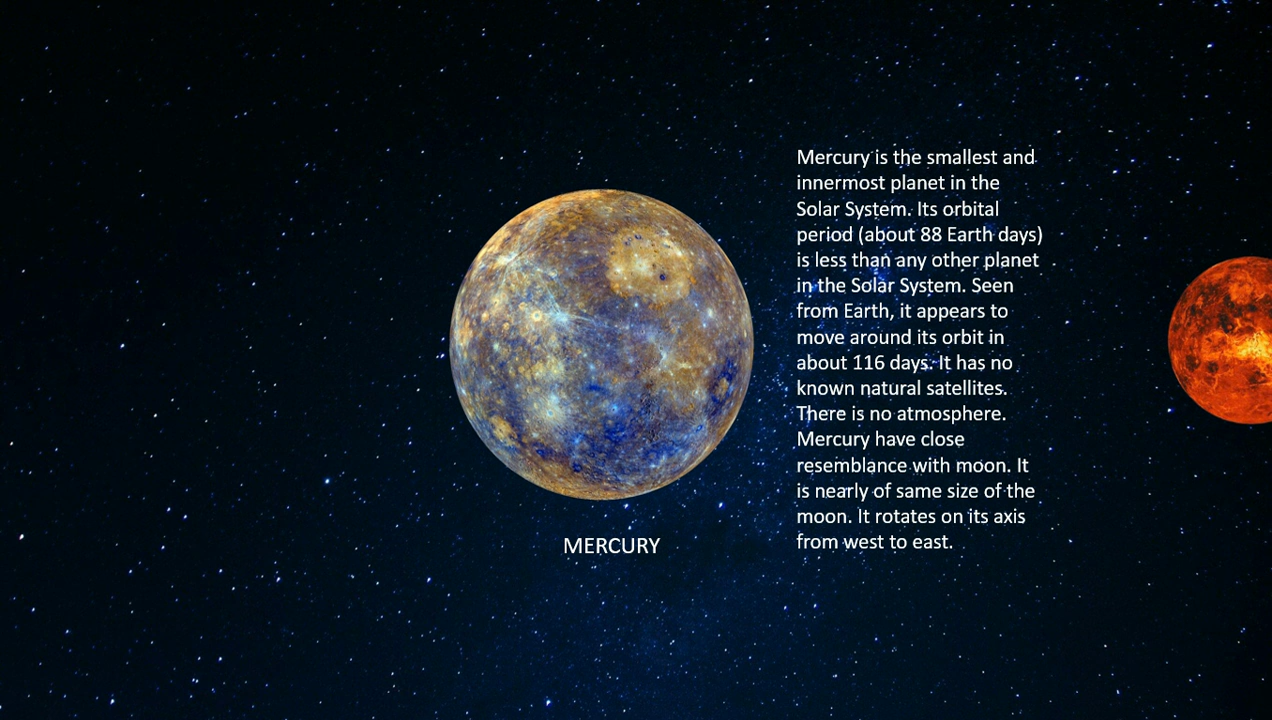 Mercury is the smallest and
innermost planet in the
Solar System. Its orbital
period (about 88 Earth days)
is less than any other planet
in the Solar System. Seen
from Earth, it appears to
move around its orbit in
about 116 days. It has no
known natural satellites.
There is no atmosphere.
Mercury have close
resemblance with moon. It
is nearly of same size of the
moon. It rotates on its axis
from west to east.
MERCURY